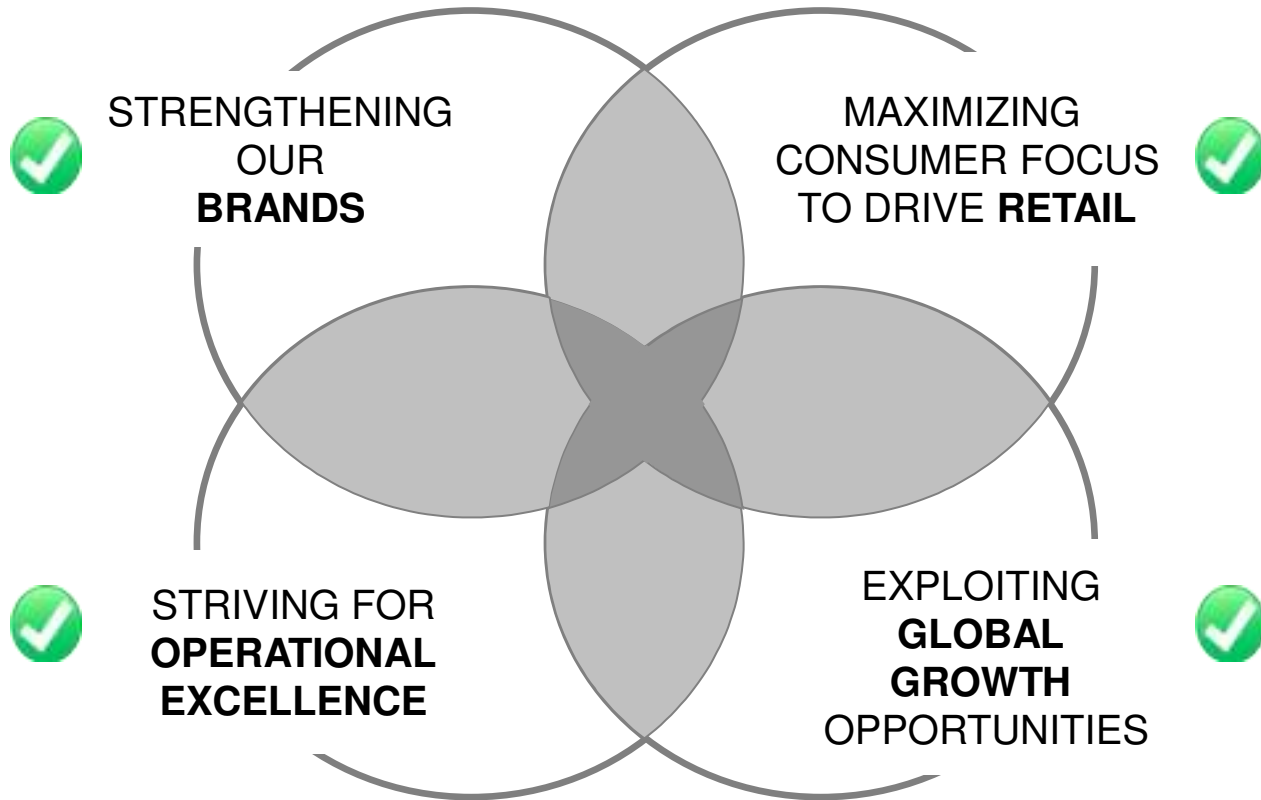 STRENGTHENING
OUR
BRANDS
MAXIMIZING
CONSUMER FOCUS
TO DRIVE RETAIL
STRIVING FOR
OPERATIONAL
EXCELLENCE
EXPLOITING
GLOBAL
GROWTH
OPPORTUNITIES